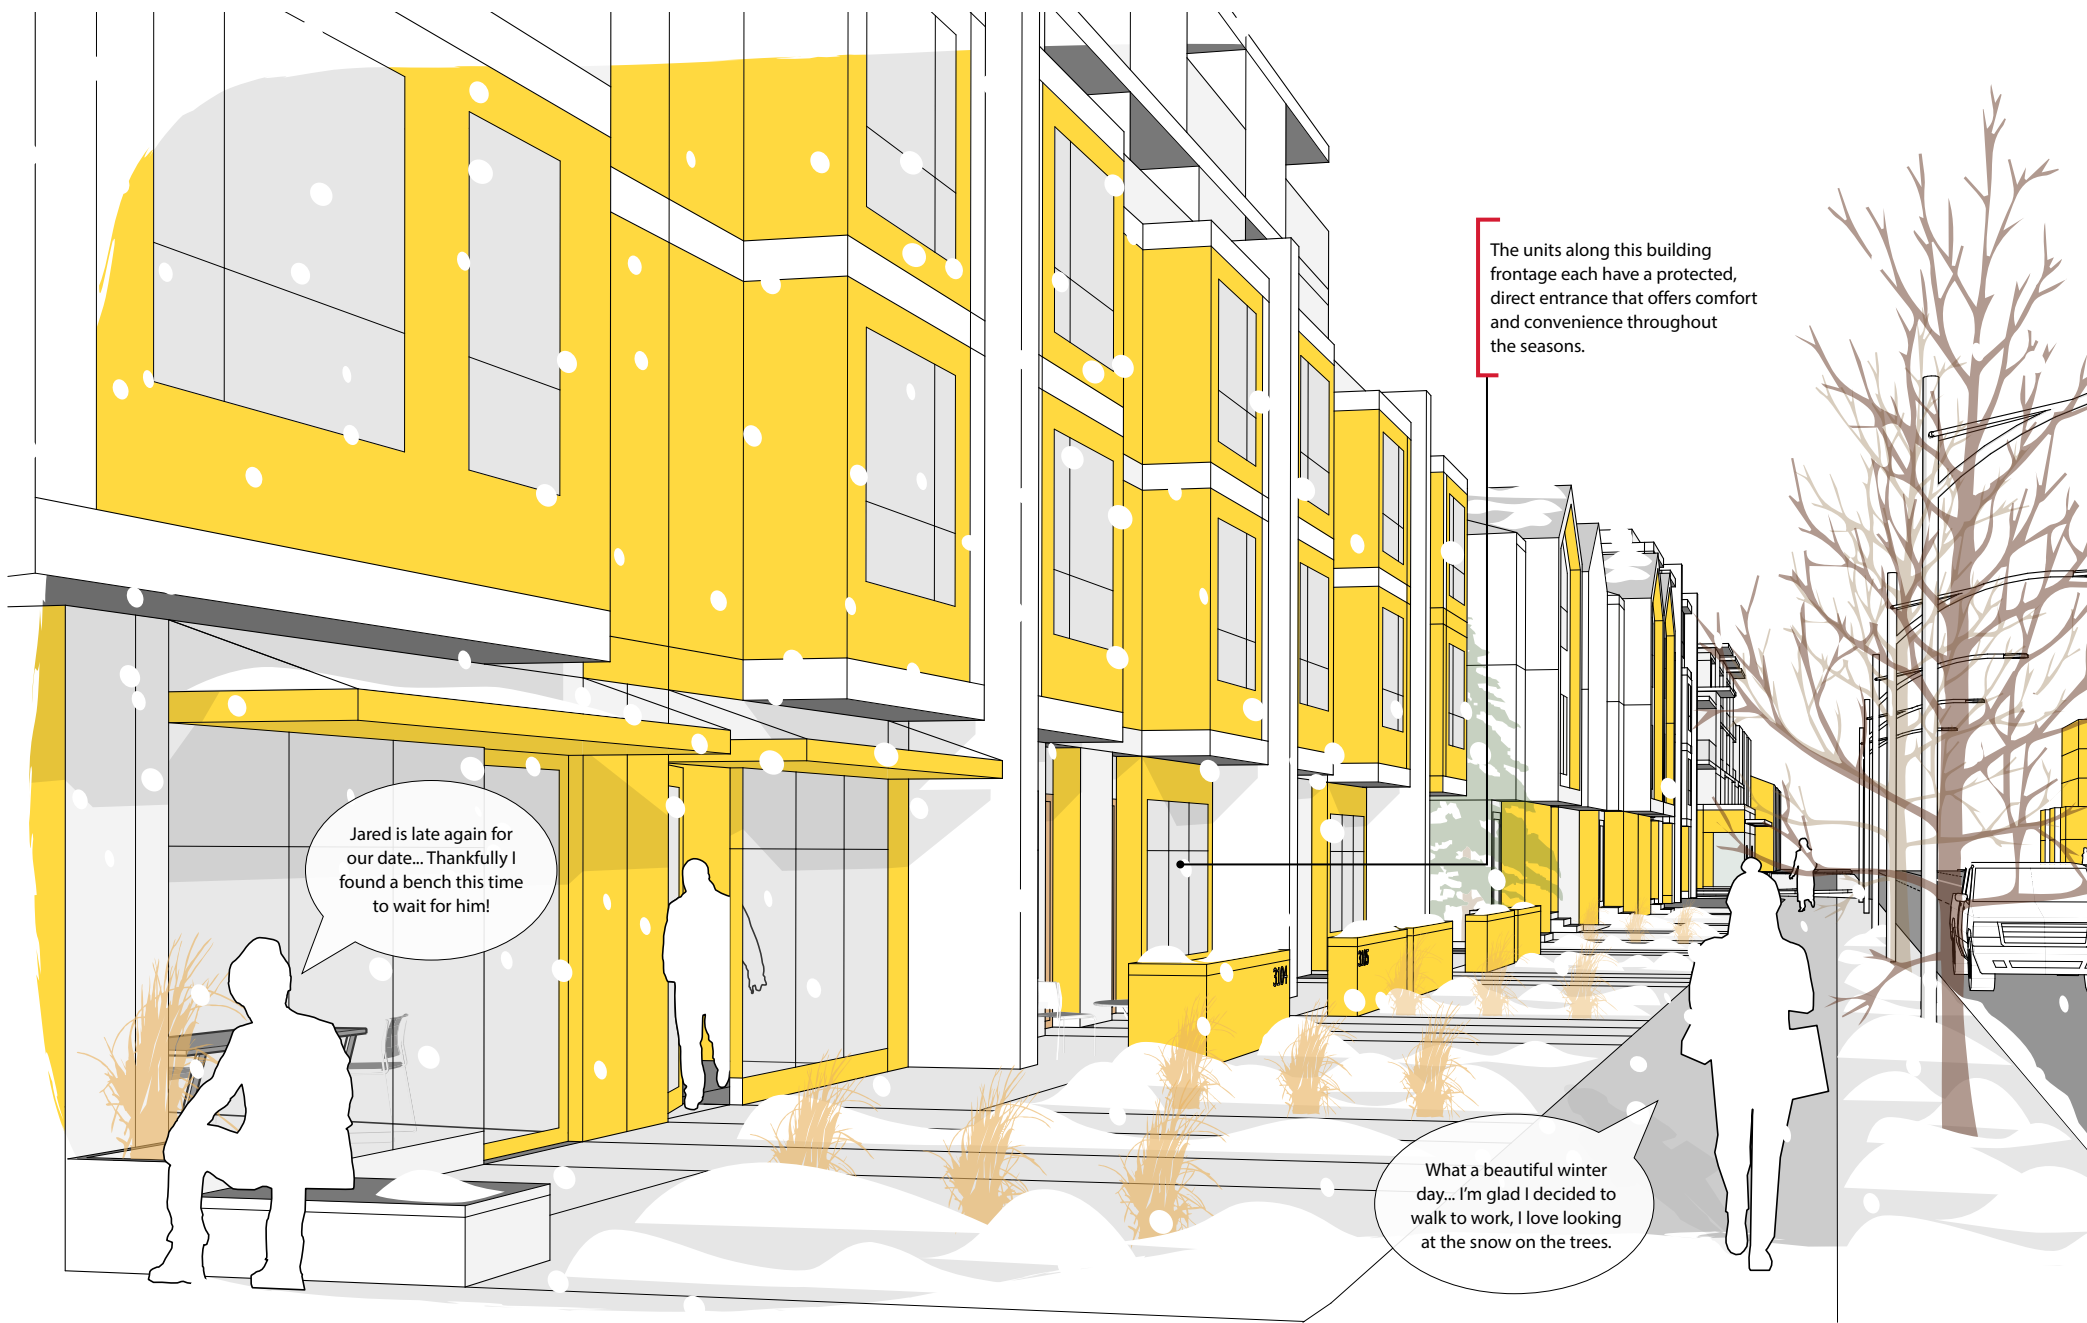 The units along this building
frontage each have a protected,
direct entrance that offers comfort
and convenience throughout
the seasons.
Jared is late again for
our date... Thankfully I
found a bench this time
to wait for him!
3104
3105
What a beautiful winter
day... I'm glad I decided to
walk to work, I love looking
at the snow on the trees.